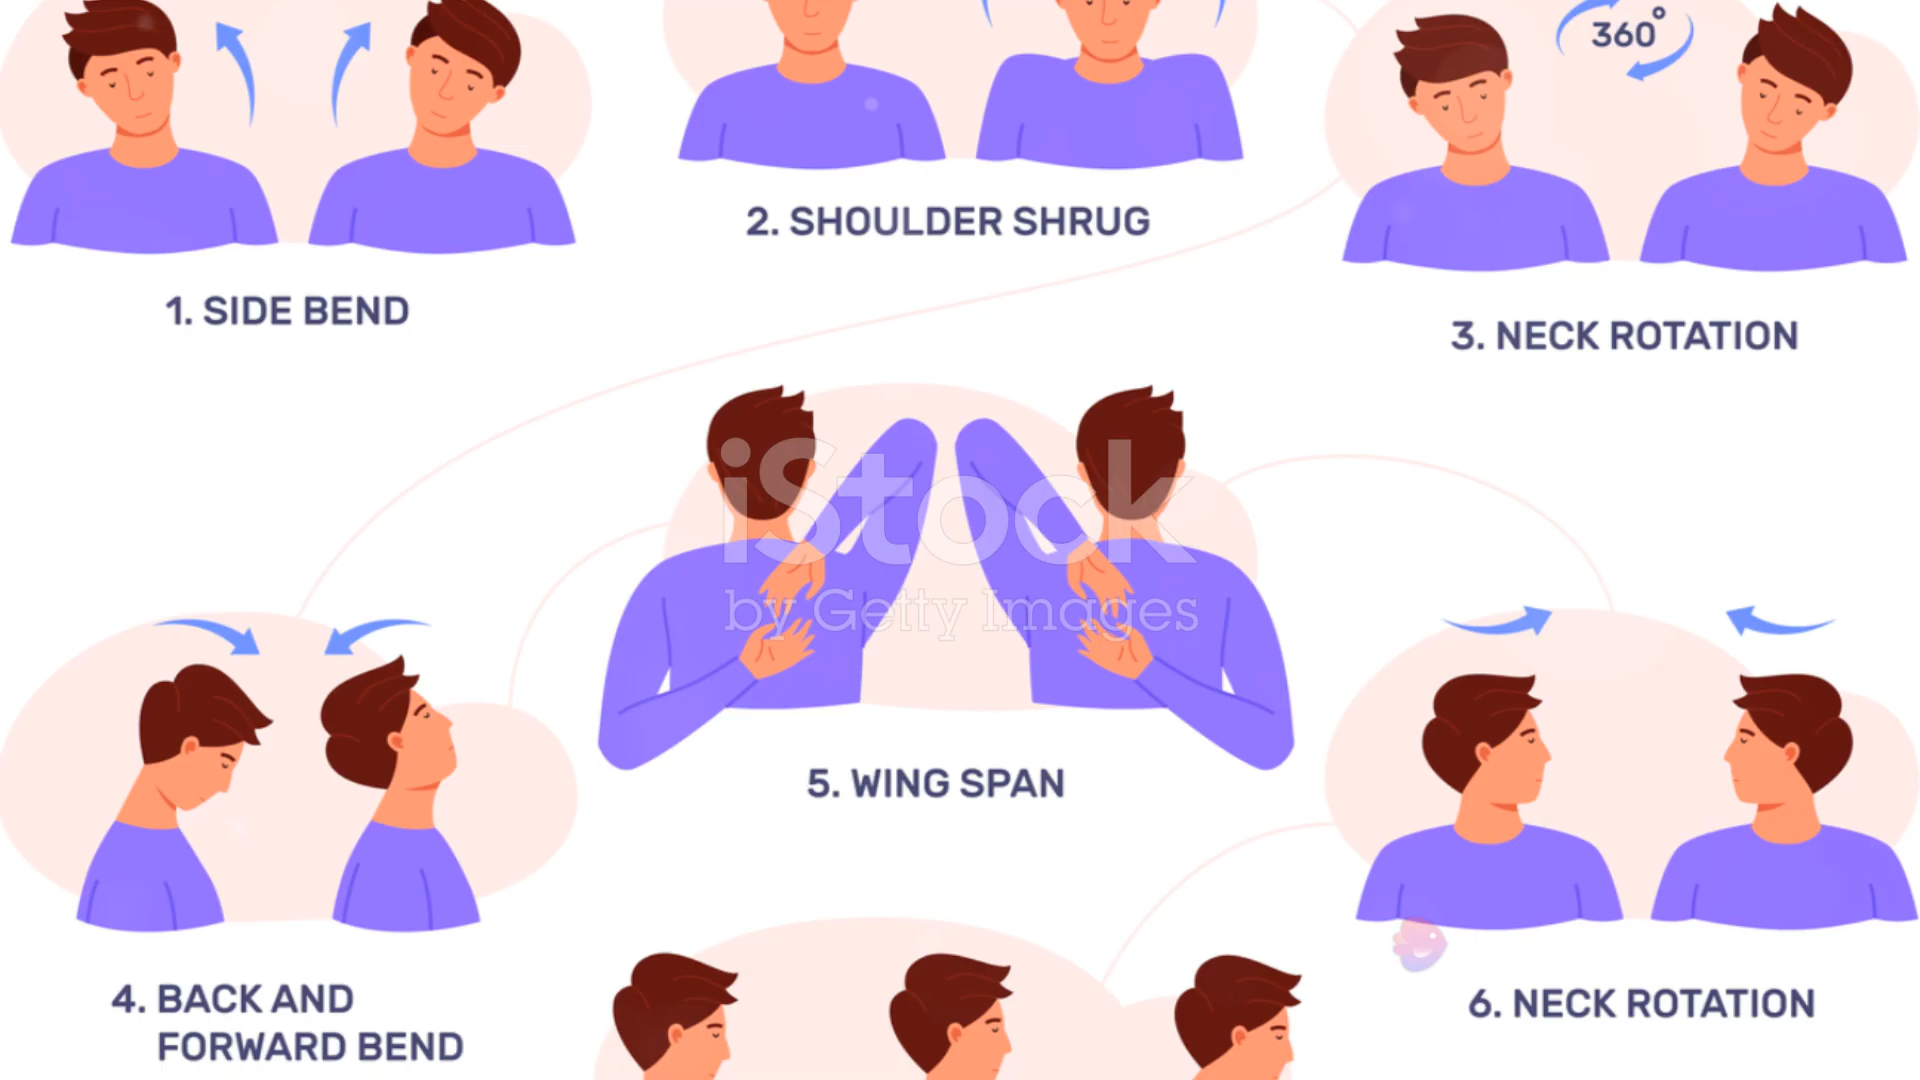 360°
2. SHOULDER SHRUG
1. SIDE BEND
3. NECK ROTATION
iStock
by Getty Images
5. WING SPAN
4. BACK AND
FORWARD BEND
6. NECK ROTATION